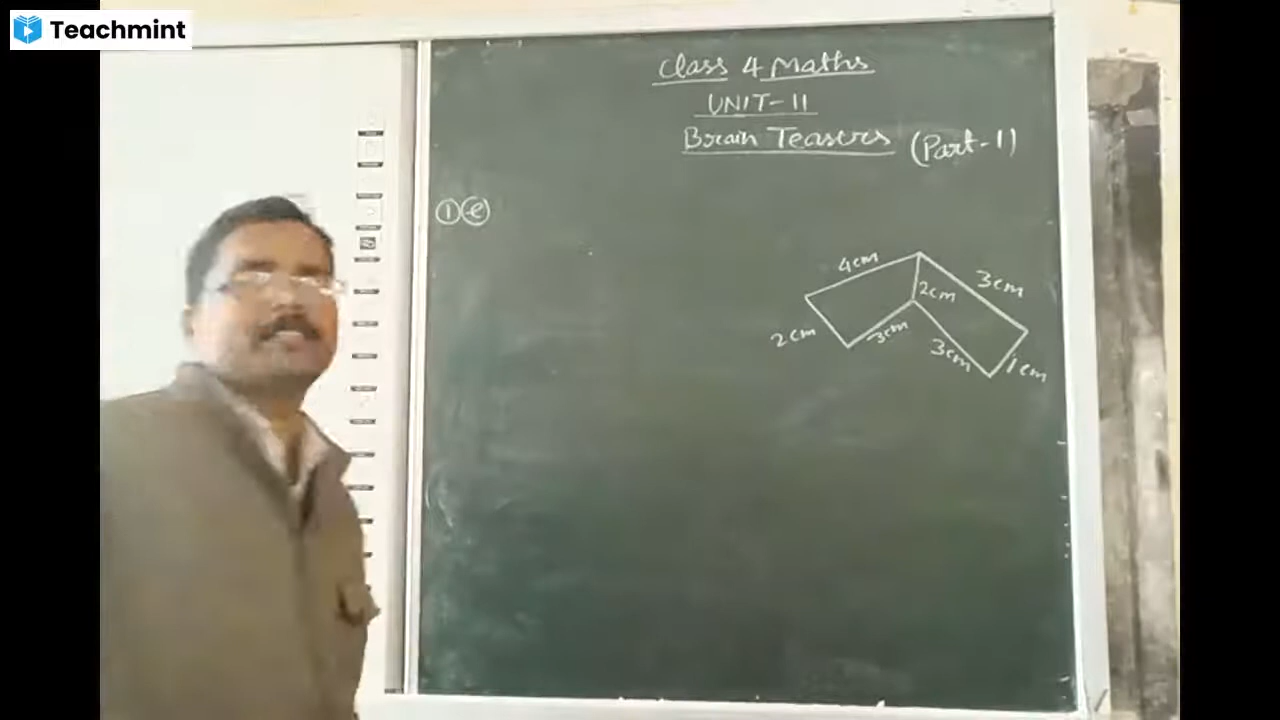 Teachmint
Class 4 Maths
UNIT-11
Brain Teasers (Part-1)
1 e
4cm
3cm
2cm
2cm
3cm
3cm
1cm